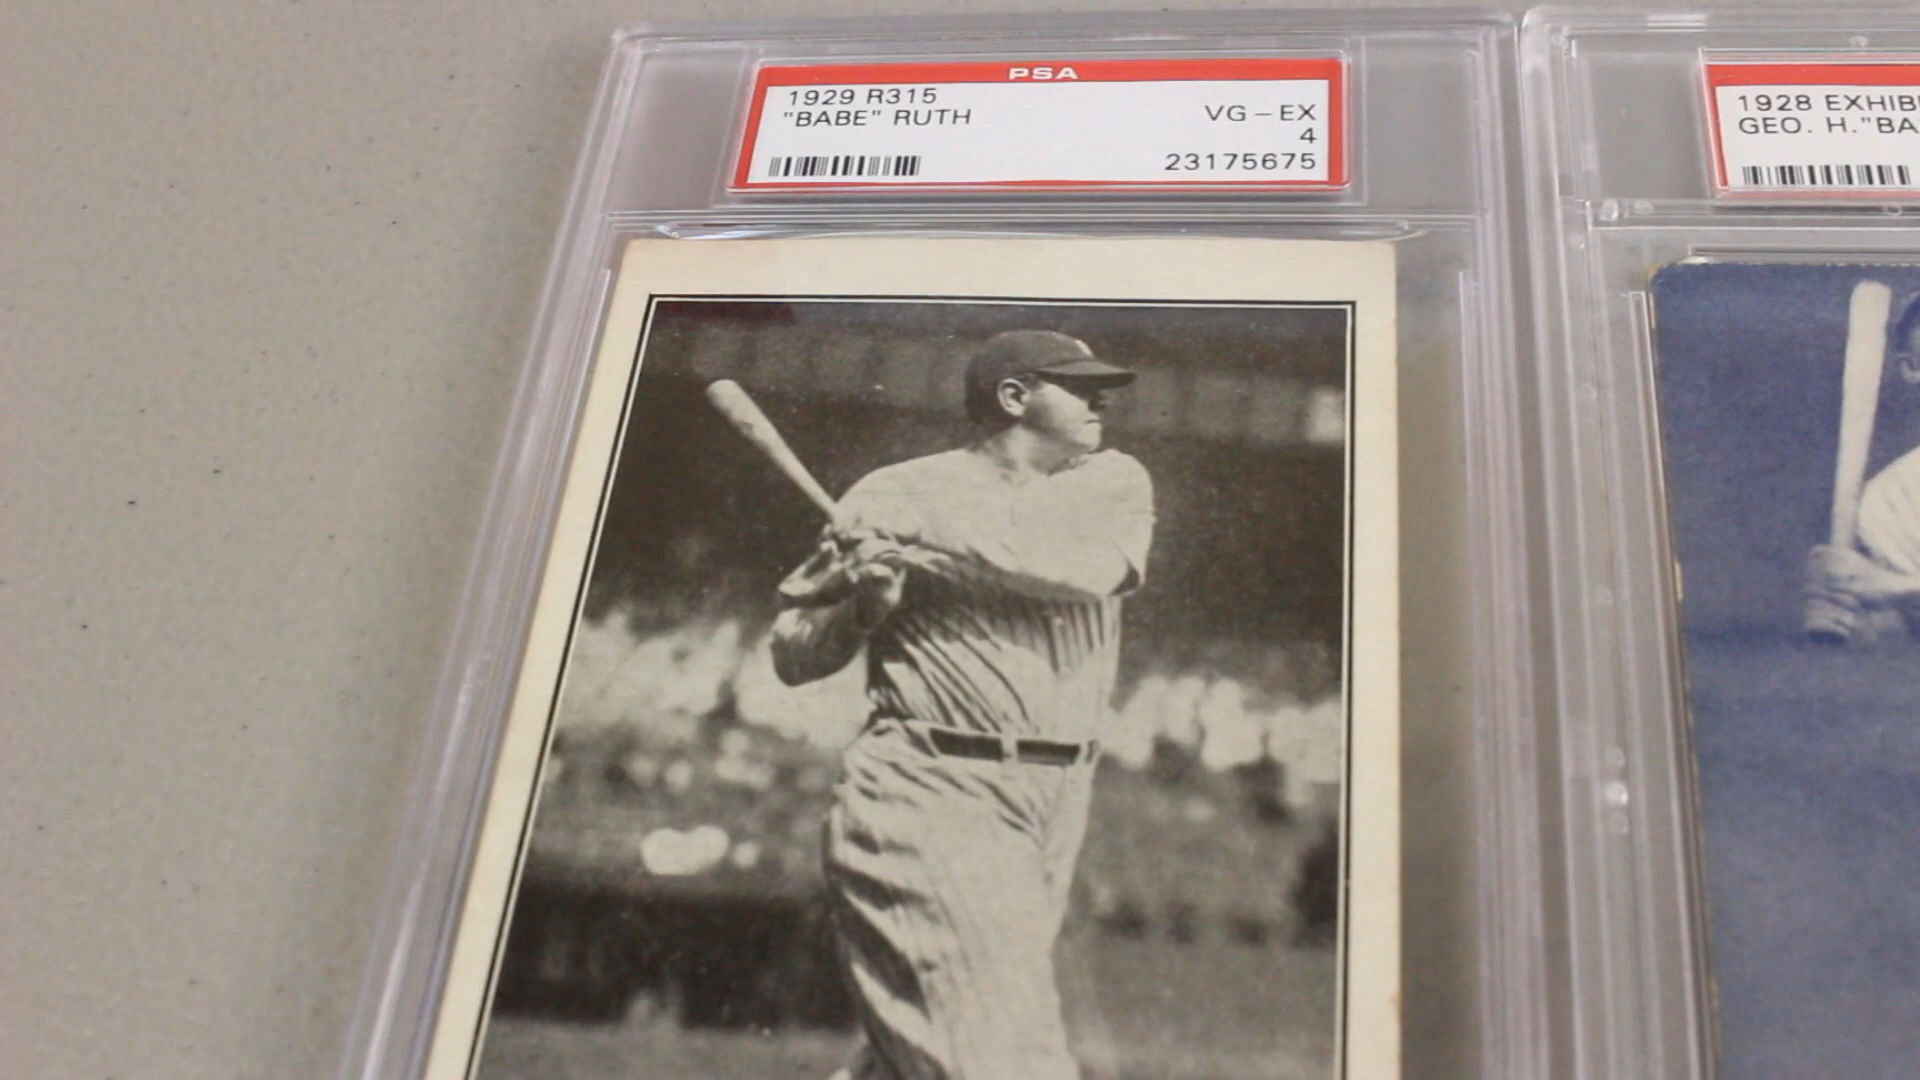 PSA
1929 R315
"BABE" RUTH
VG-EX
4
23175675
1928 EXHIB
GEO. H."BA